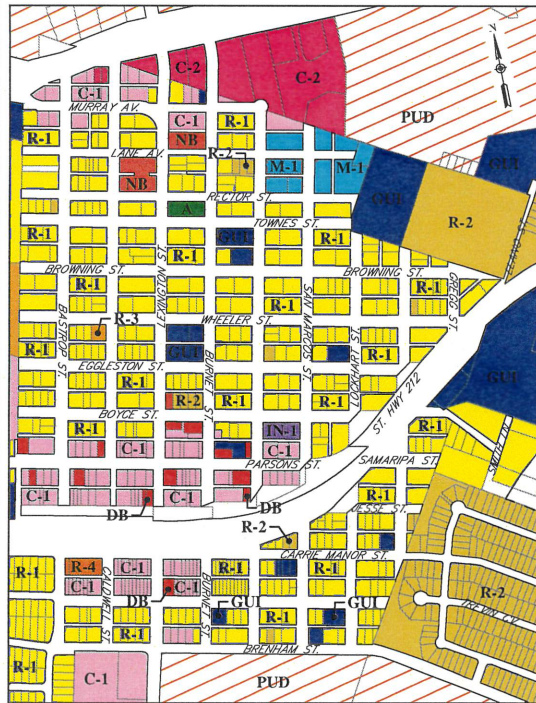 C-2
C-2
C-1
MURRAY AV.
PUD
R-1
C-1
R-1
NB
LANE AV.
R-2
M-1
M-1
NB
RECTOR ST.
A
TOWNES ST.
R-2
R-1
GUI
R-1
R-1
BROWNING ST.
BROWNING ST.
LEXINGTON ST.
R-1
R-1
R-1
GREGG ST.
SAN MARCOS ST.
WHEELER ST.
BASTROP ST.
R-3
R-1
GUI
BURNET ST.
R-1
LOCKHART ST.
EGGLESTON ST.
GUI
R-1
R-2
R-1
R-1
ST. HWY 212
BOYCE ST.
R-1
IN-1
R-1
C-1
C-1
PARSONS ST.
SAMARIPA ST.
C-1
C-1
R-1
DB
DB
JESSE ST.
R-2
CARRIE MANOR ST.
R-1
R-4
C-1
R-1
R-1
R-2
C-1
C-1
DB
CALDWELL ST.
BURNET ST.
GUI
GUI
R-1
R-1
BRENHAM ST.
R-1
C-1
PUD